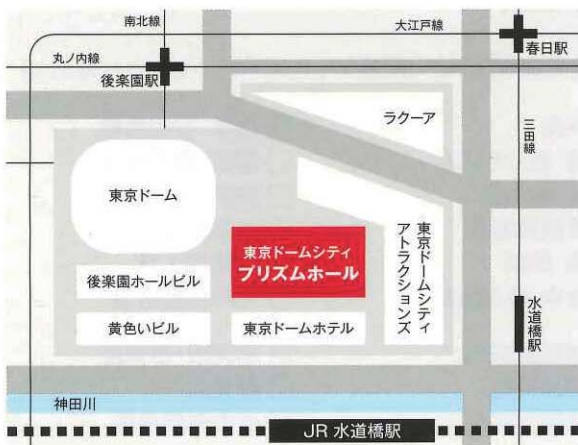 南北線
大江戸線
春日駅
丸ノ内線
後楽園駅
ラクーア
三田線
東京ドーム
東京ドームシティ
プリズムホール
東京ドームシティ
アトラクションズ
後楽園ホールビル
黄色いビル
東京ドームホテル
水道橋駅
神田川
JR 水道橋駅